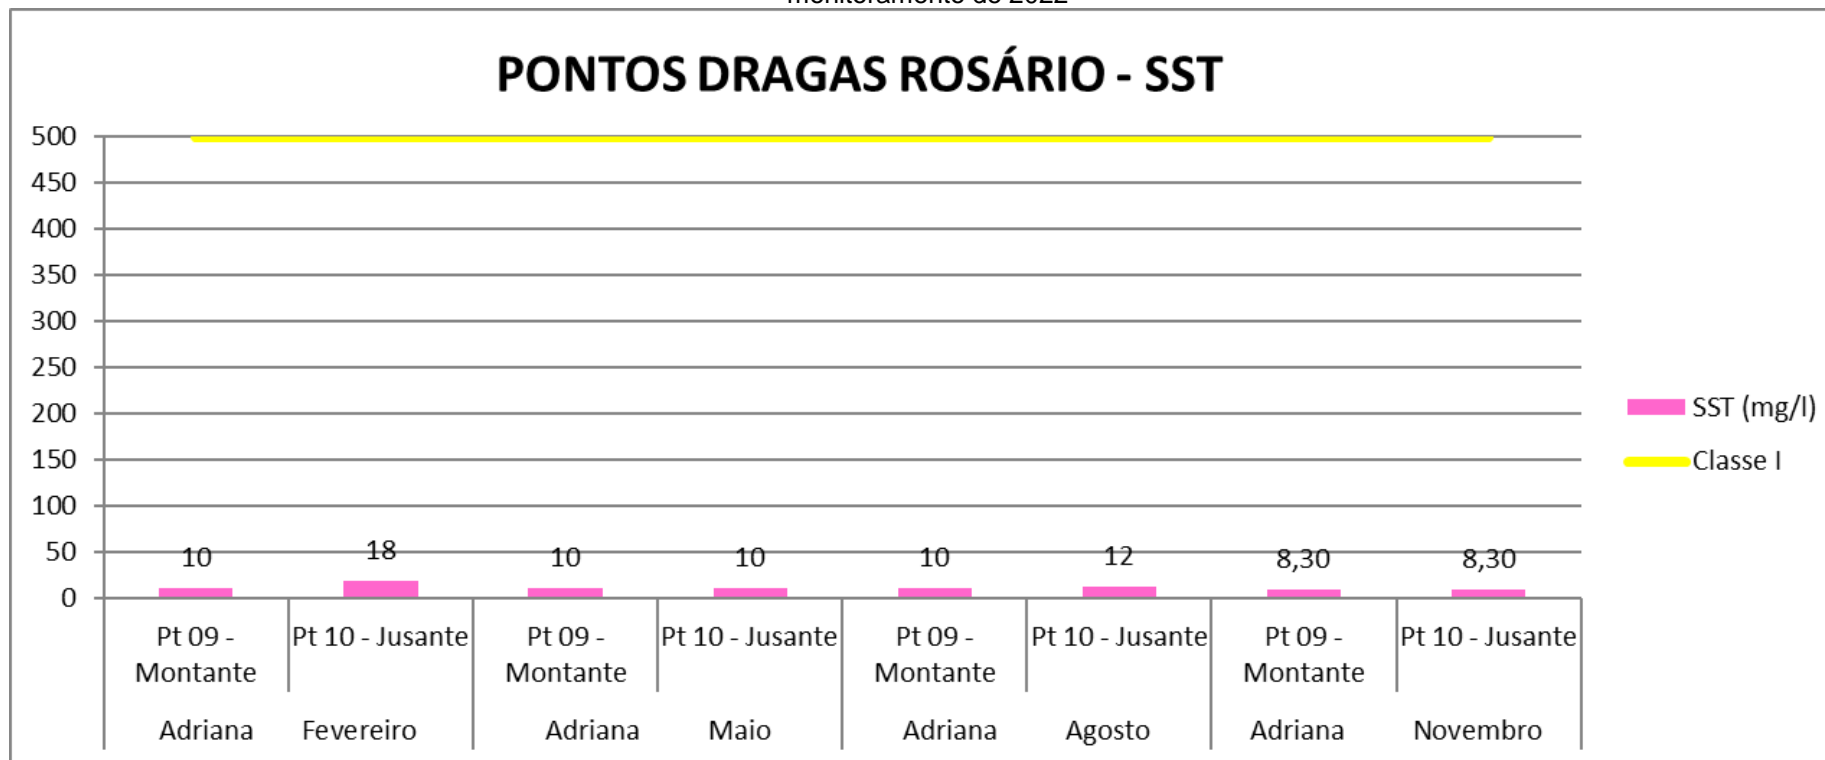 monitoramento de 2022
PONTOS DRAGAS ROSÁRIO - SST
500
450
400
350
300
250
200
150
100
50
0
10
18
10
10
10
12
8,30
8,30
Pt 09 -
Montante
Pt 10 - Jusante
Pt 09 -
Montante
Pt 10 - Jusante
Pt 09 -
Montante
Pt 10 - Jusante
Pt 09 -
Montante
Pt 10 - Jusante
Adriana Fevereiro
Adriana Maio
Adriana Agosto
Adriana Novembro
SST (mg/l)
Classe I